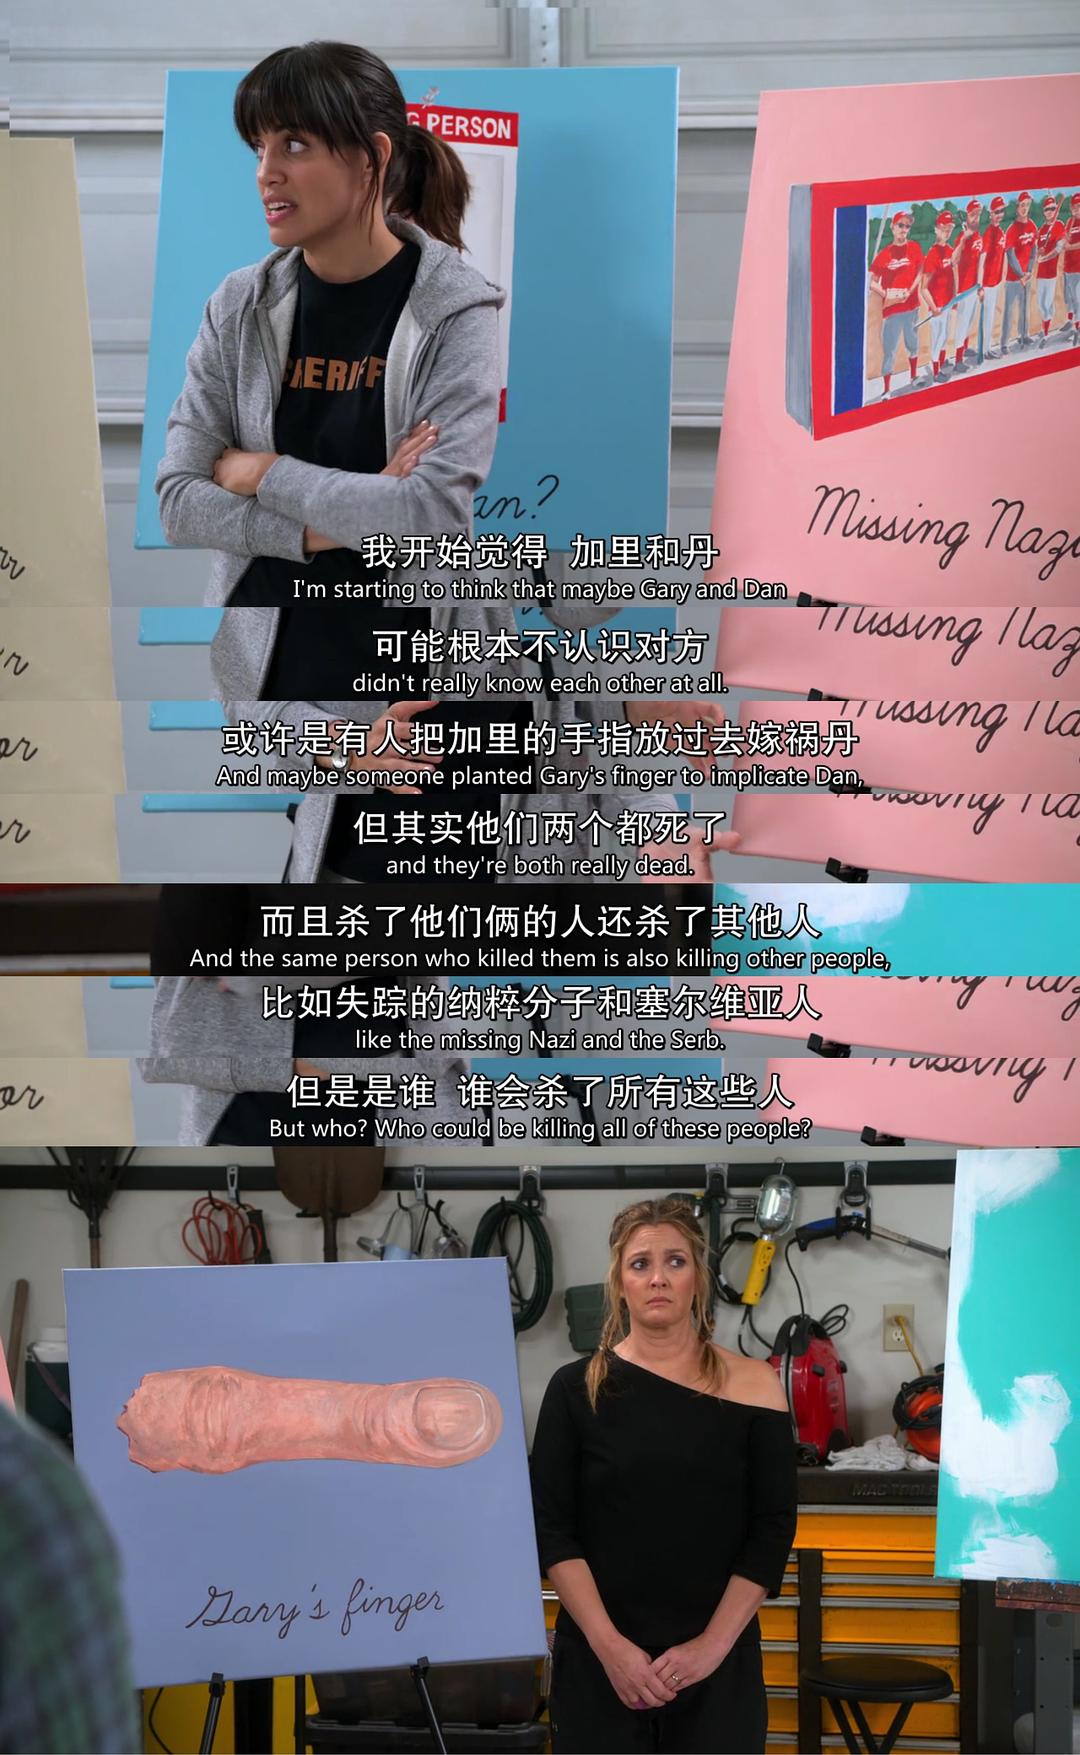 G PERSON
SHERIFF
an?
Missing Nazi
我开始觉得 加里和丹
I'm starting to think that maybe Gary and Dan
可能根本不认识对方
didn't really know each other at all.
或许是有人把加里的手指放过去嫁祸丹
And maybe someone planted Gary's finger to implicate Dan,
但其实他们两个都死了
and they're both really dead.
而且杀了他们俩的人还杀了其他人
And the same person who killed them is also killing other people,
比如失踪的纳粹分子和塞尔维亚人
like the missing Nazi and the Serb.
但是是谁 谁会杀了所有这些人
But who? Who could be killing all of these people?
Gary's finger
MAC TOOLS